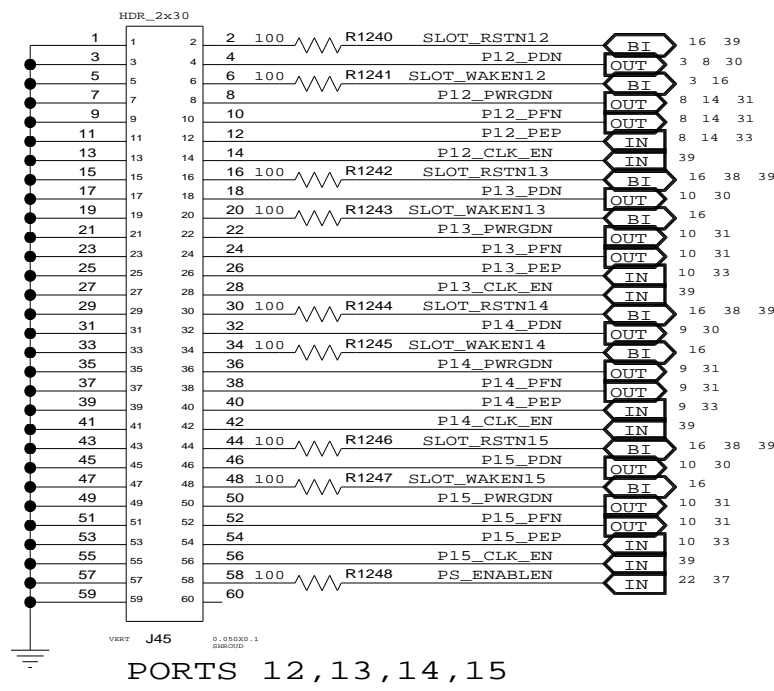 HDR_2x30
1 1 2 2 100 R1240 SLOT_RSTN12 BI 16 39
3 3 4 4 P12_PDN OUT 3 8 30
5 5 6 6 100 R1241 SLOT_WAKEN12 BI 3 16
7 7 8 8 P12_PWRGDN OUT 8 14 31
9 9 10 10 P12_PFN OUT 8 14 31
11 11 12 12 P12_PEP IN 8 14 33
13 13 14 14 P12_CLK_EN IN 39
15 15 16 16 100 R1242 SLOT_RSTN13 BI 16 38 39
17 17 18 18 P13_PDN OUT 10 30
19 19 20 20 100 R1243 SLOT_WAKEN13 BI 16
21 21 22 22 P13_PWRGDN OUT 10 31
23 23 24 24 P13_PFN OUT 10 31
25 25 26 26 P13_PEP IN 10 33
27 27 28 28 P13_CLK_EN IN 39
29 29 30 30 100 R1244 SLOT_RSTN14 BI 16 38 39
31 31 32 32 P14_PDN OUT 9 30
33 33 34 34 100 R1245 SLOT_WAKEN14 BI 16
35 35 36 36 P14_PWRGDN OUT 9 31
37 37 38 38 P14_PFN OUT 9 31
39 39 40 40 P14_PEP IN 9 33
41 41 42 42 P14_CLK_EN IN 39
43 43 44 44 100 R1246 SLOT_RSTN15 BI 16 38 39
45 45 46 46 P15_PDN OUT 10 30
47 47 48 48 100 R1247 SLOT_WAKEN15 BI 16
49 49 50 50 P15_PWRGDN OUT 10 31
51 51 52 52 P15_PFN OUT 10 31
53 53 54 54 P15_PEP IN 10 33
55 55 56 56 P15_CLK_EN IN 39
57 57 58 58 100 R1248 PS_ENABLEN IN 22 37
59 59 60 60
VERT J45 0.050X0.1
SHROUD
PORTS 12,13,14,15